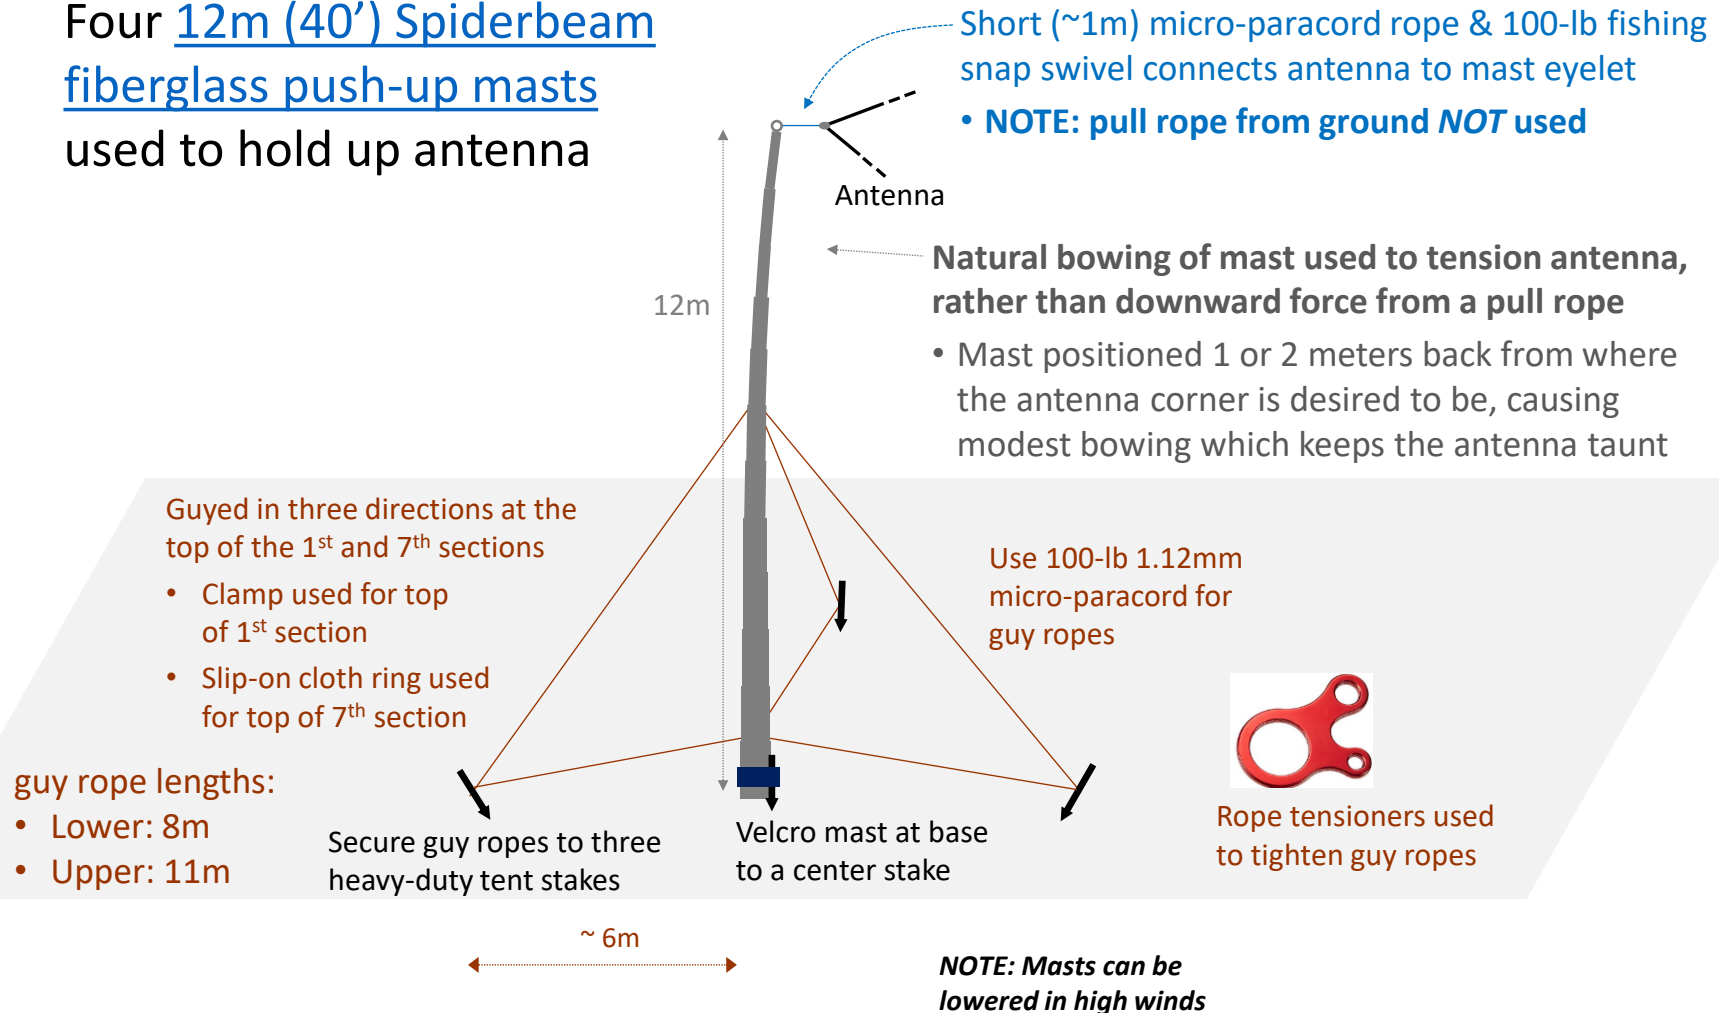 Four 12m (40’) Spiderbeam
fiberglass push-up masts
used to hold up antenna
Short (~1m) micro-paracord rope & 100-lb fishing
snap swivel connects antenna to mast eyelet
• NOTE: pull rope from ground NOT used
Antenna
Natural bowing of mast used to tension antenna,
rather than downward force from a pull rope
• Mast positioned 1 or 2 meters back from where
the antenna corner is desired to be, causing
modest bowing which keeps the antenna taunt
12m
Guyed in three directions at the
top of the 1st and 7th sections
• Clamp used for top
of 1st section
• Slip-on cloth ring used
for top of 7th section
Use 100-lb 1.12mm
micro-paracord for
guy ropes
guy rope lengths:
• Lower: 8m
• Upper: 11m
Secure guy ropes to three
heavy-duty tent stakes
Velcro mast at base
to a center stake
Rope tensioners used
to tighten guy ropes
~ 6m
NOTE: Masts can be
lowered in high winds